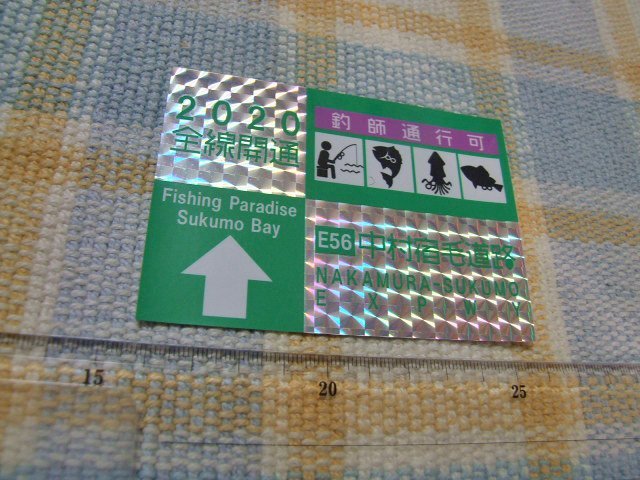 2020
全線開通
Fishing Paradise
Sukumo Bay
釣師通行可
E56 中村宿毛道路
NAKAMURA-SUKUMO
EXPWY
15
20
25